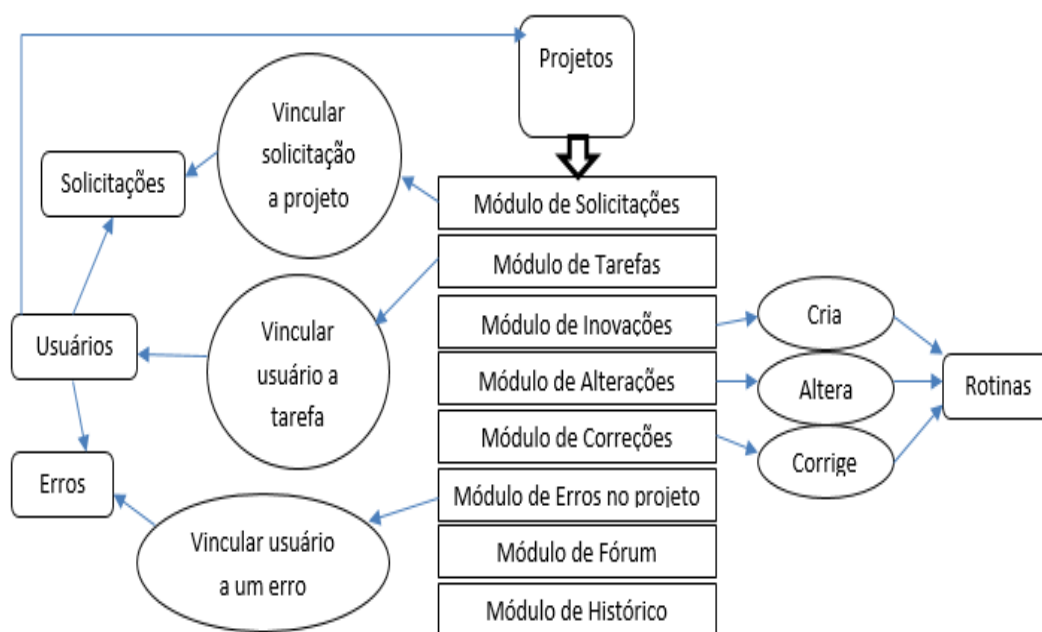 Projetos
Vincular
solicitação
a projeto
Solicitações
Módulo de Solicitações
Módulo de Tarefas
Vincular
usuário a
tarefa
Usuários
Módulo de Inovações
Cria
Módulo de Alterações
Altera
Rotinas
Módulo de Correções
Corrige
Erros
Módulo de Erros no projeto
Vincular usuário
a um erro
Módulo de Fórum
Módulo de Histórico